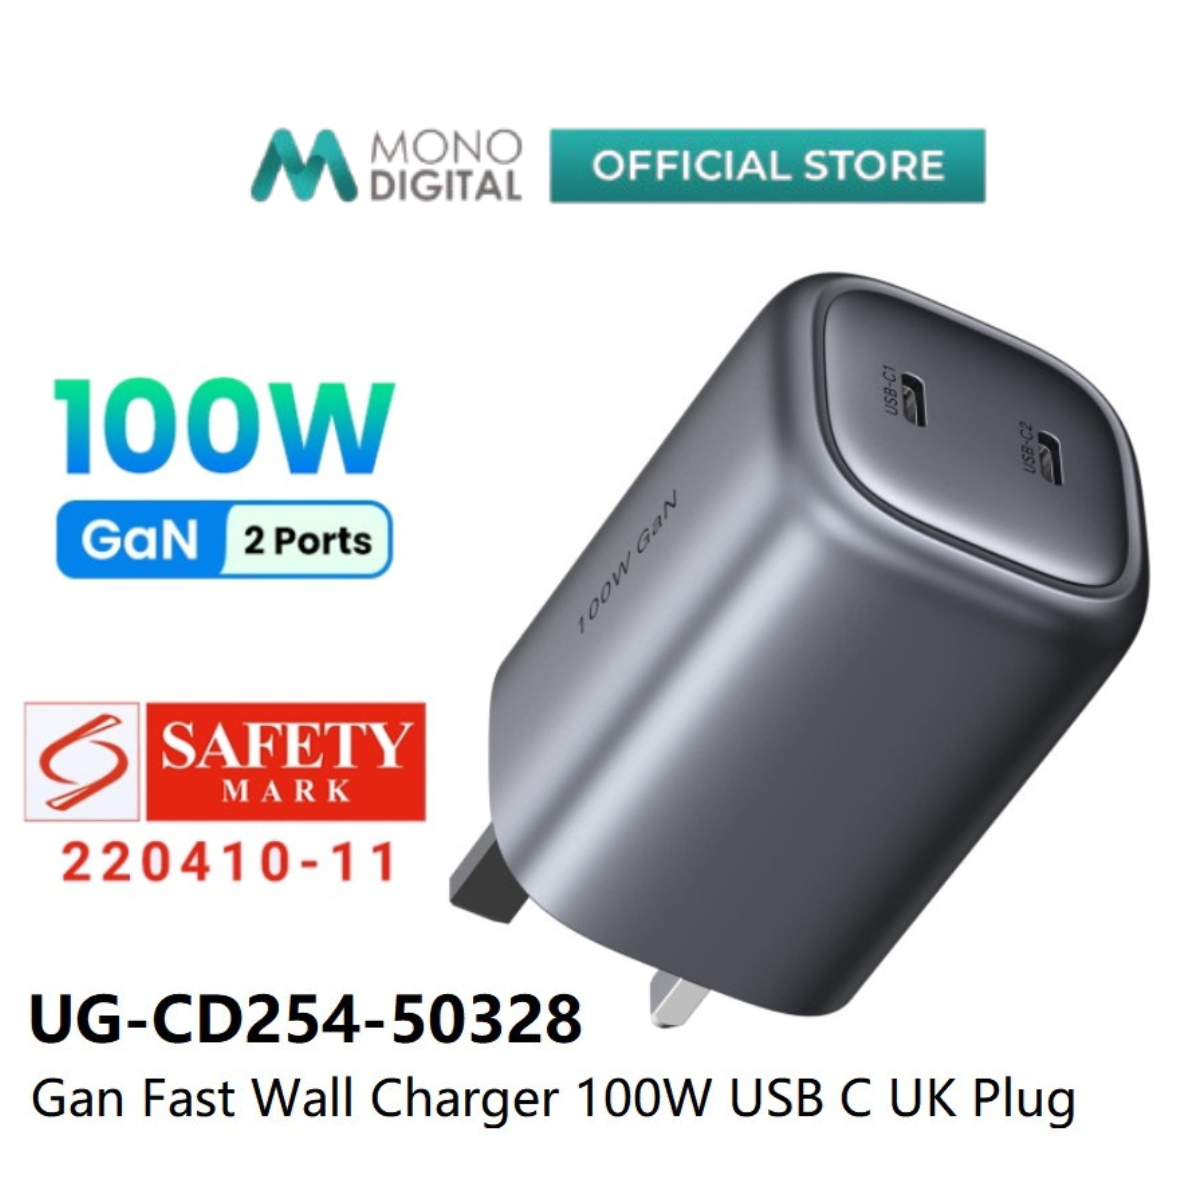 MONO
DIGITAL
OFFICIAL STORE
100W
GaN
2 Ports
USB-C1
USB-C2
100W GaN
SAFETY
MARK
220410-11
UG-CD254-50328
Gan Fast Wall Charger 100W USB C UK Plug